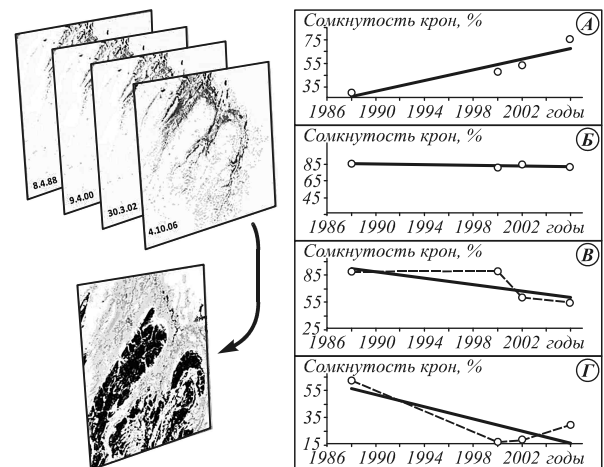 8.4.88
9.4.00
30.3.02
4.10.06
Сомкнутость крон, %
А
75
55
35
1986 1990 1994 1998 2002 годы
Сомкнутость крон, %
Б
85
65
45
1986 1990 1994 1998 2002 годы
Сомкнутость крон, %
В
85
55
25
1986 1990 1994 1998 2002 годы
Сомкнутость крон, %
Г
55
35
15
1986 1990 1994 1998 2002 годы